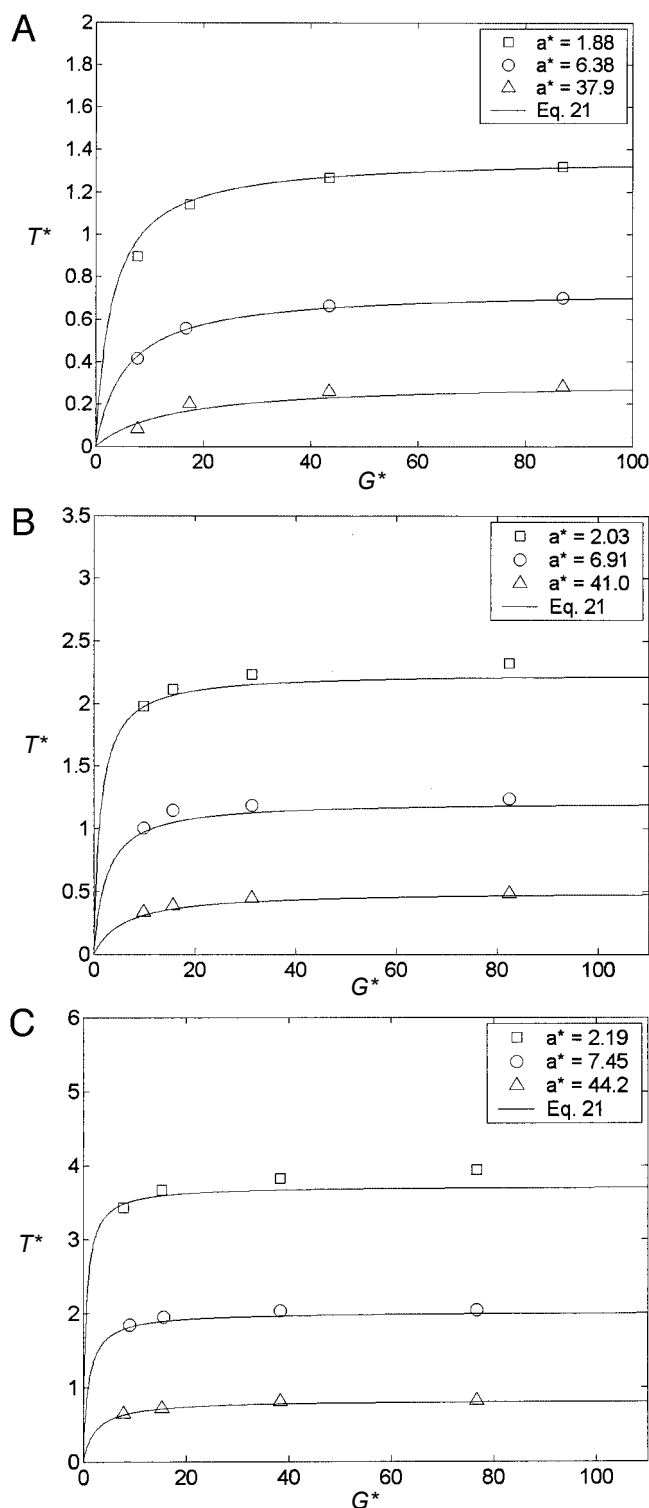 A
2
1.8
1.6
1.4
1.2
1
0.8
0.6
0.4
0.2
0
T*
a* = 1.88
a* = 6.38
a* = 37.9
Eq. 21
0 20 40 60 80 100
G*
B
3.5
3
2.5
2
1.5
1
0.5
0
T*
a* = 2.03
a* = 6.91
a* = 41.0
Eq. 21
0 20 40 60 80 100
G*
C
6
5
4
3
2
1
0
T*
a* = 2.19
a* = 7.45
a* = 44.2
Eq. 21
0 20 40 60 80 100
G*